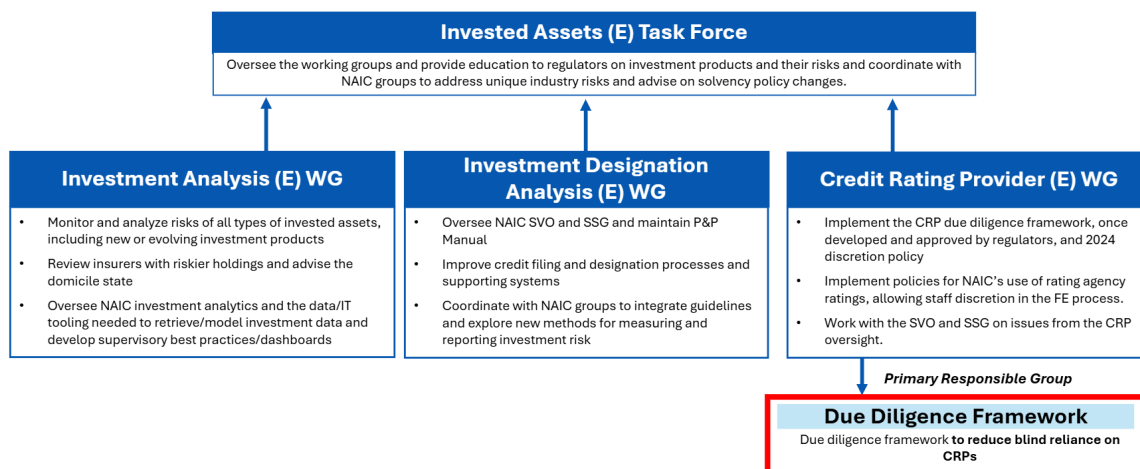 Invested Assets (E) Task Force
Oversee the working groups and provide education to regulators on investment products and their risks and coordinate with
NAIC groups to address unique industry risks and advise on solvency policy changes.
Investment Analysis (E) WG
• Monitor and analyze risks of all types of invested assets,
including new or evolving investment products
• Review insurers with riskier holdings and advise the
domicile state
• Oversee NAIC investment analytics and the data/IT
tooling needed to retrieve/model investment data and
develop supervisory best practices/dashboards
Investment Designation
Analysis (E) WG
• Oversee NAIC SVO and SSG and maintain P&P
Manual
• Improve credit filing and designation processes and
supporting systems
• Coordinate with NAIC groups to integrate guidelines
and explore new methods for measuring and
reporting investment risk
Credit Rating Provider (E) WG
• Implement the CRP due diligence framework, once
developed and approved by regulators, and 2024
discretion policy
• Implement policies for NAIC's use of rating agency
ratings, allowing staff discretion in the FE process.
• Work with the SVO and SSG on issues from the CRP
oversight.
Primary Responsible Group
Due Diligence Framework
Due diligence framework to reduce blind reliance on
CRPs